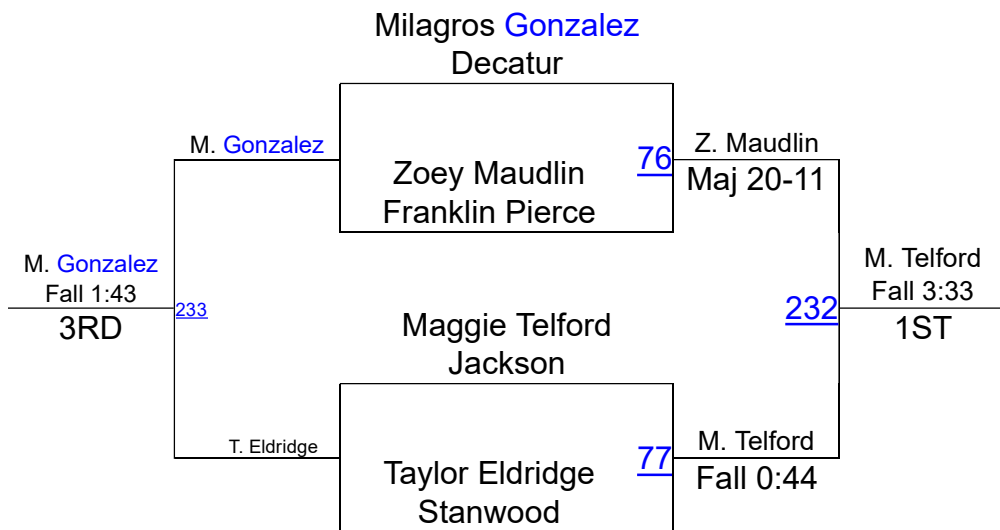 Milagros Gonzalez
Decatur
M. Gonzalez
76
Z. Maudlin
Zoey Maudlin
Maj 20-11
Franklin Pierce
M. Gonzalez
Fall 1:43
233
3RD
M. Telford
Fall 3:33
232
1ST
Maggie Telford
Jackson
T. Eldridge
77
M. Telford
Taylor Eldridge
Fall 0:44
Stanwood